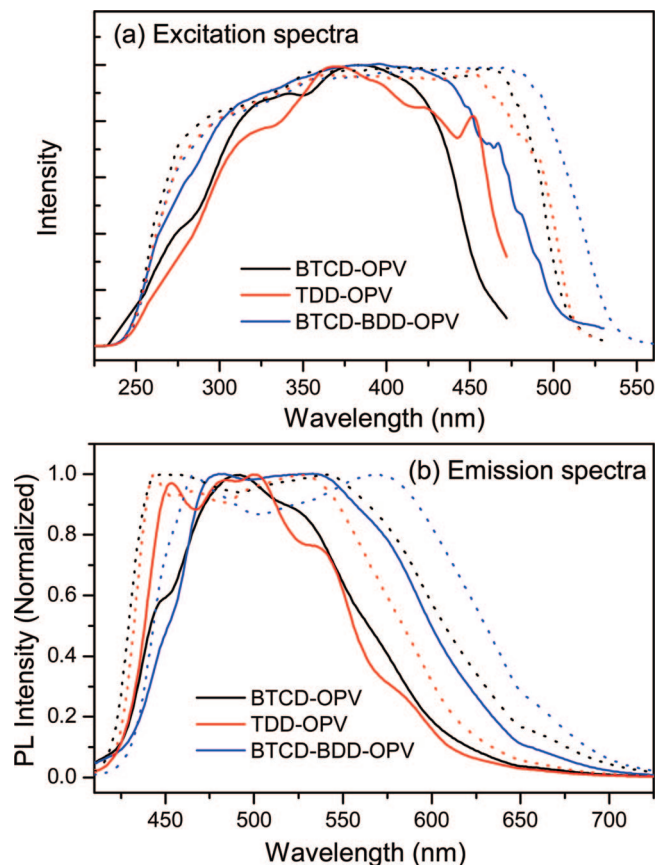 (a) Excitation spectra
Intensity
BTCD-OPV
TDD-OPV
BTCD-BDD-OPV
250 300 350 400 450 500 550
Wavelength (nm)
(b) Emission spectra
PL Intensity (Normalized)
1.0
0.8
0.6
0.4
0.2
0.0
BTCD-OPV
TDD-OPV
BTCD-BDD-OPV
450 500 550 600 650 700
Wavelength (nm)